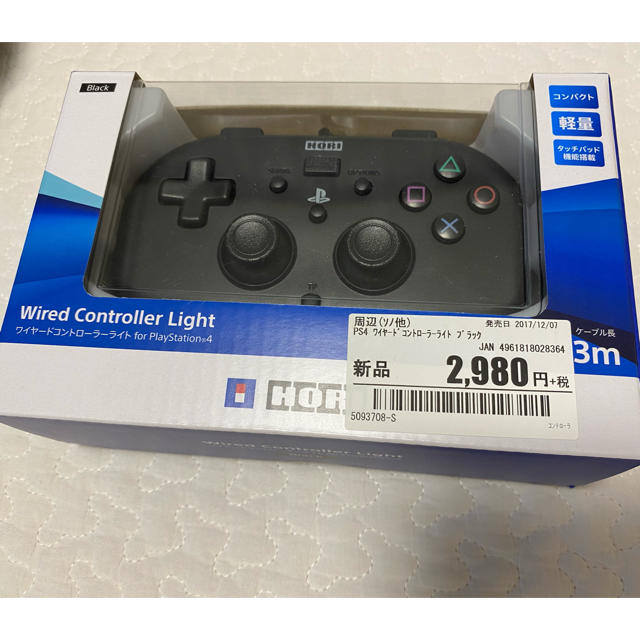 Black
コンパクト
軽量
タッチパッド
機能搭載
HORI
SHARE
OPTIONS
Wired Controller Light
ワイヤードコントローラーライト for PlayStation®4
ケーブル長
3m
周辺(ソノ他)
発売日 2017/12/07
PS4 ワイヤードコントローラーライト ブラック
JAN 4961818028364
新品
2,980円+税
5093708-S
コントローラ
HOR
Wired Controller Light